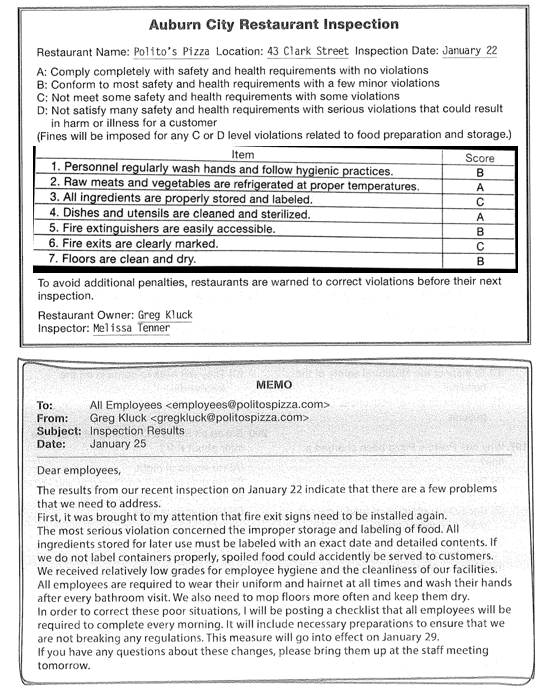 Auburn City Restaurant Inspection
Restaurant Name: Polito's Pizza Location: 43 Clark Street Inspection Date: January 22
A: Comply completely with safety and health requirements with no violations
B: Conform to most safety and health requirements with a few minor violations
C: Not meet some safety and health requirements with some violations
D: Not satisfy many safety and health requirements with serious violations that could result
in harm or illness for a customer
(Fines will be imposed for any C or D level violations related to food preparation and storage.)
Item Score
1. Personnel regularly wash hands and follow hygienic practices. B
2. Raw meats and vegetables are refrigerated at proper temperatures. A
3. All ingredients are properly stored and labeled. C
4. Dishes and utensils are cleaned and sterilized. A
5. Fire extinguishers are easily accessible. B
6. Fire exits are clearly marked. C
7. Floors are clean and dry. B
To avoid additional penalties, restaurants are warned to correct violations before their next
inspection.
Restaurant Owner: Greg Kluck
Inspector: Melissa Tenner
MEMO
To: All Employees <employees@politospizza.com>
From: Greg Kluck <gregkluck@politospizza.com>
Subject: Inspection Results
Date: January 25
Dear employees,
The results from our recent inspection on January 22 indicate that there are a few problems
that we need to address.
First, it was brought to my attention that fire exit signs need to be installed again.
The most serious violation concerned the improper storage and labeling of food. All
ingredients stored for later use must be labeled with an exact date and detailed contents. If
we do not label containers properly, spoiled food could accidently be served to customers.
We received relatively low grades for employee hygiene and the cleanliness of our facilities.
All employees are required to wear their uniform and hairnet at all times and wash their hands
after every bathroom visit. We also need to mop floors more often and keep them dry.
In order to correct these poor situations, I will be posting a checklist that all employees will be
required to complete every morning. It will include necessary preparations to ensure that we
are not breaking any regulations. This measure will go into effect on January 29.
If you have any questions about these changes, please bring them up at the staff meeting
tomorrow.